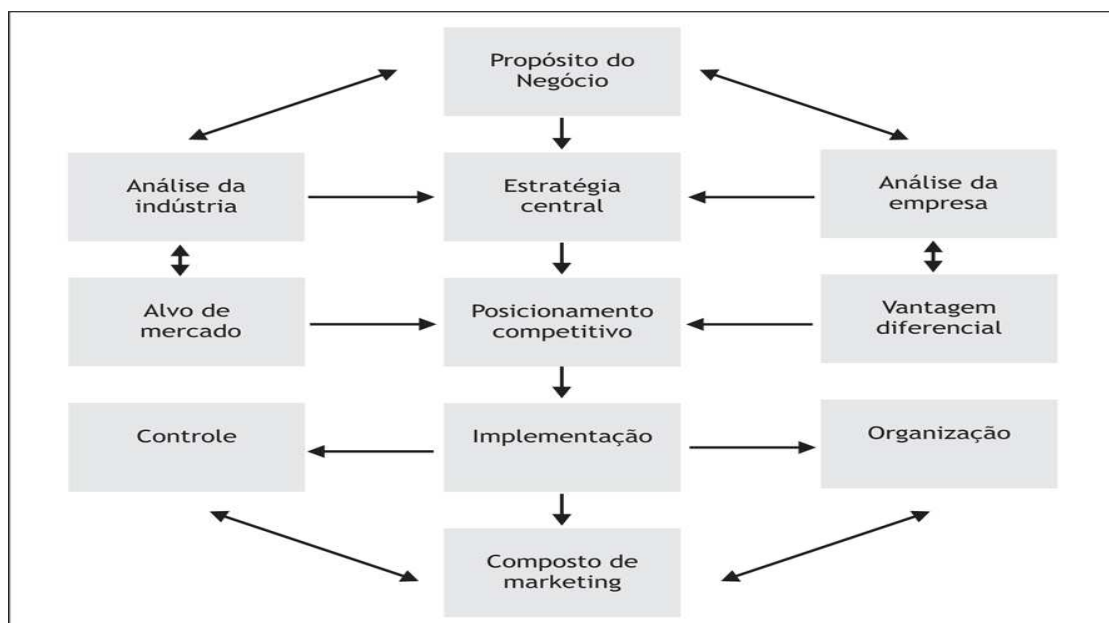 Propósito do
Negócio
Análise da
indústria
Estratégia
central
Análise da
empresa
Alvo de
mercado
Posicionamento
competitivo
Vantagem
diferencial
Controle
Implementação
Organização
Composto de
marketing